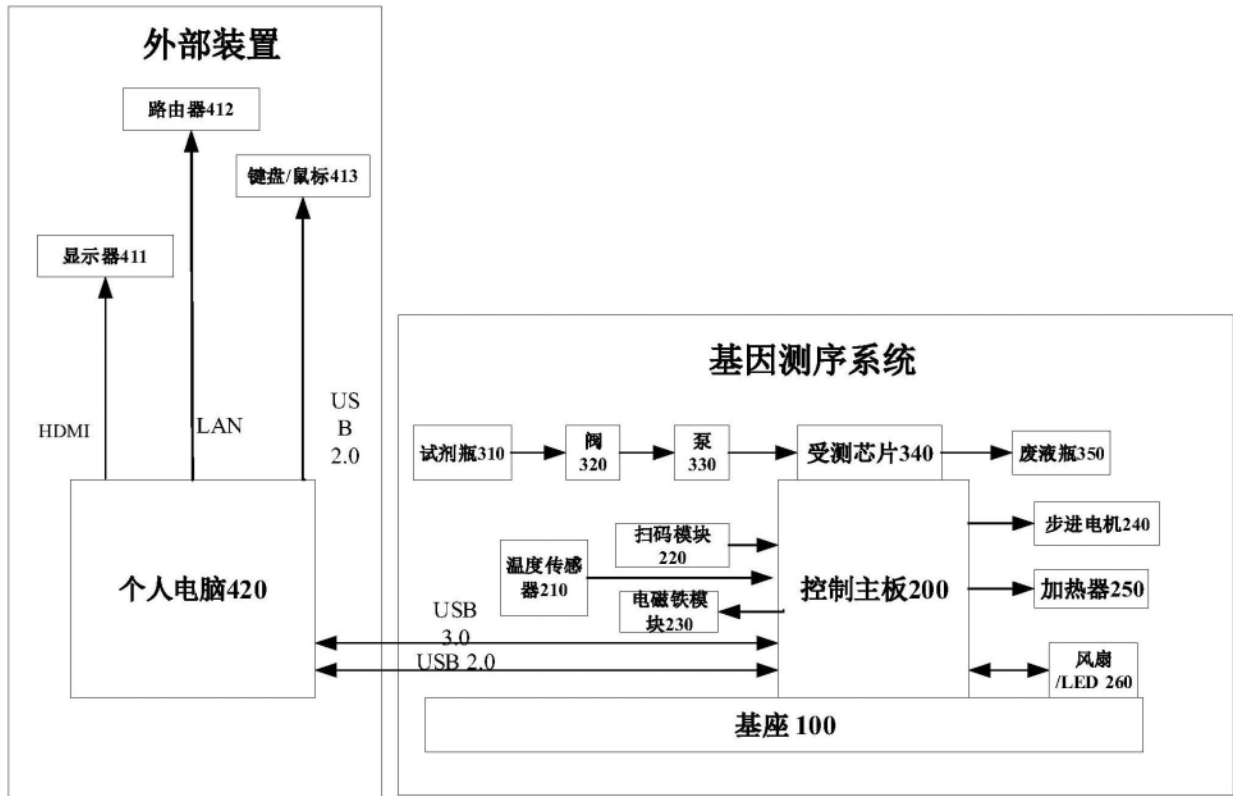 外部装置
路由器412
键盘/鼠标413
显示器411
HDMI
LAN
US
B
2.0
个人电脑420
基因测序系统
试剂瓶310
阀
320
泵
330
受测芯片340
废液瓶350
扫码模块
220
温度传感
器210
电磁铁模
块230
控制主板200
步进电机240
加热器250
风扇
/LED 260
USB
3.0
USB 2.0
基座 100